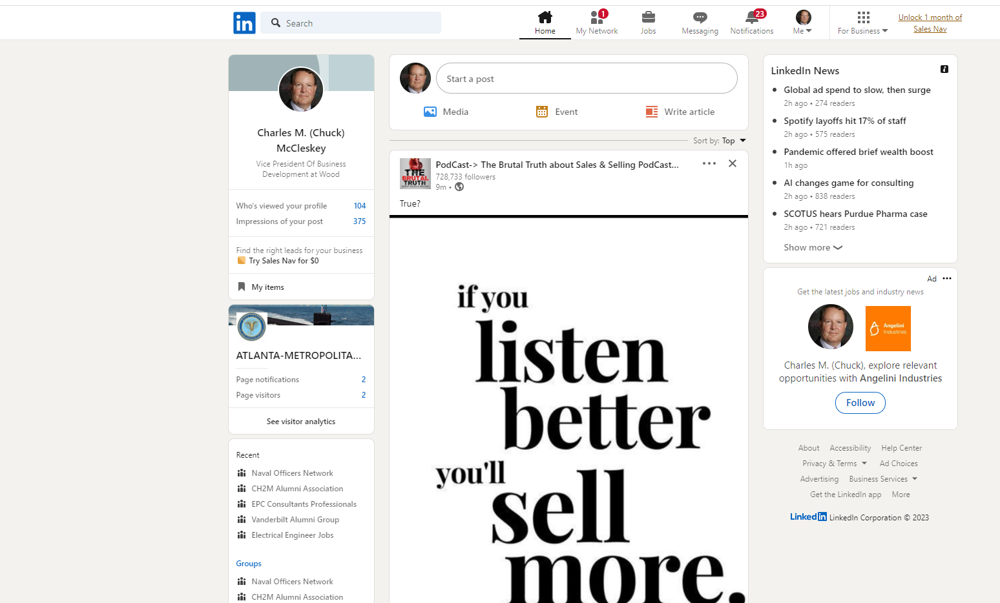 in
Search
Home
1
My Network
Jobs
Messaging
23
Notifications
Me
For Business
Unlock 1 month of
Sales Nav
Charles M. (Chuck)
McCleskey
Vice President Of Business
Development at Wood
Who's viewed your profile 104
Impressions of your post 375
Find the right leads for your business
Try Sales Nav for $0
My items
ATLANTA-METROPOLITA...
Page notifications 2
Page visitors 2
See visitor analytics
Recent
Naval Officers Network
CH2M Alumni Association
EPC Consultants Professionals
Vanderbilt Alumni Group
Electrical Engineer Jobs
Groups
Naval Officers Network
CH2M Alumni Association
Start a post
Media Event Write article
Sort by: Top
THE
BRUTAL
TRUTH
PodCast-> The Brutal Truth about Sales & Selling PodCast...
728,733 followers
9m •
True?
if you
listen
better
you'll
sell
more.
LinkedIn News
Global ad spend to slow, then surge
2h ago • 274 readers
Spotify layoffs hit 17% of staff
2h ago • 575 readers
Pandemic offered brief wealth boost
1h ago
AI changes game for consulting
2h ago • 838 readers
SCOTUS hears Purdue Pharma case
2h ago • 721 readers
Show more
Ad
Get the latest jobs and industry news
Angelini
Industries
Charles M. (Chuck), explore relevant
opportunities with Angelini Industries
Follow
About Accessibility Help Center
Privacy & Terms Ad Choices
Advertising Business Services
Get the LinkedIn app More
LinkedIn LinkedIn Corporation © 2023